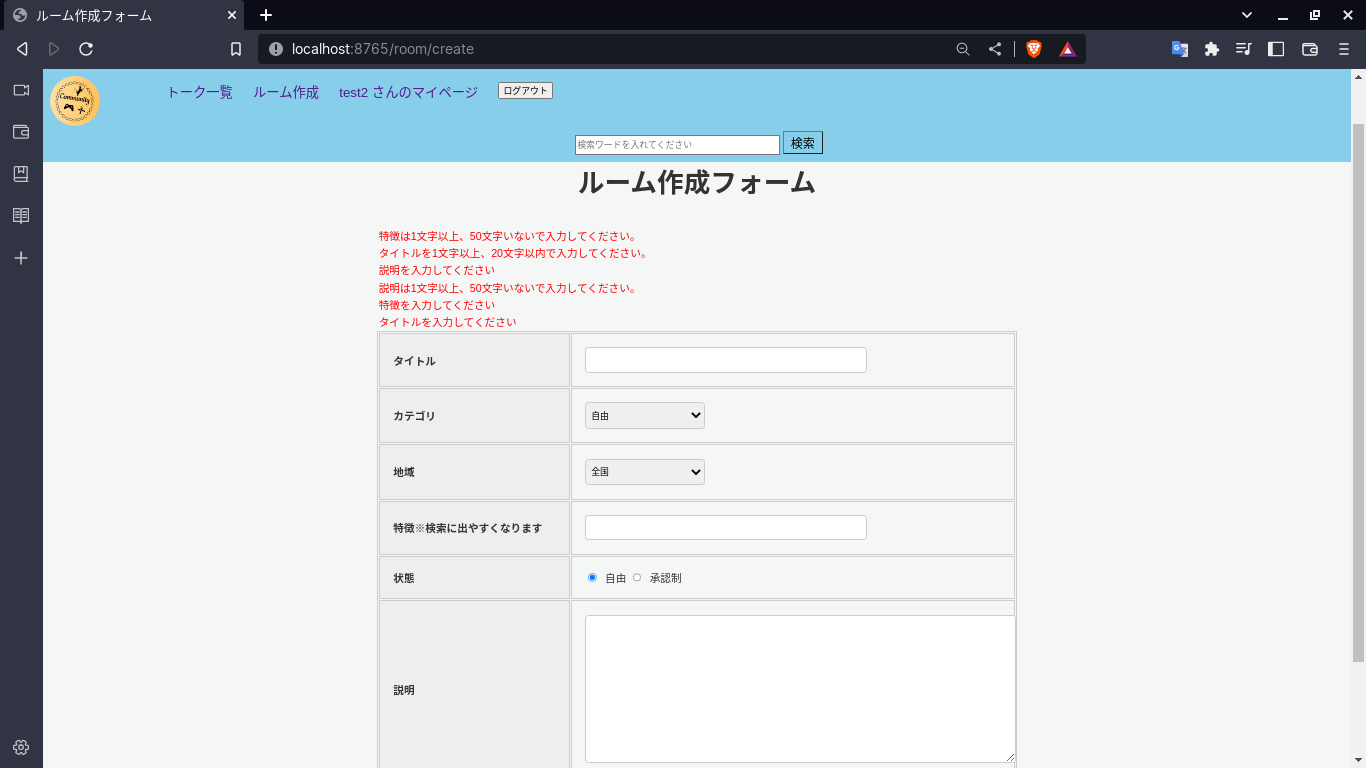 ルーム作成フォーム
localhost:8765/room/create
Community
トーク一覧 ルーム作成 test2 さんのマイページ ログアウト
検索ワードを入れてください 検索
ルーム作成フォーム
特徴は1文字以上、50文字いないで入力してください。
タイトルを1文字以上、20文字以内で入力してください。
説明を入力してください
説明は1文字以上、50文字いないで入力してください。
特徴を入力してください
タイトルを入力してください
タイトル
カテゴリ 自由
地域 全国
特徴※検索に出やすくなります
状態 自由 承認制
説明